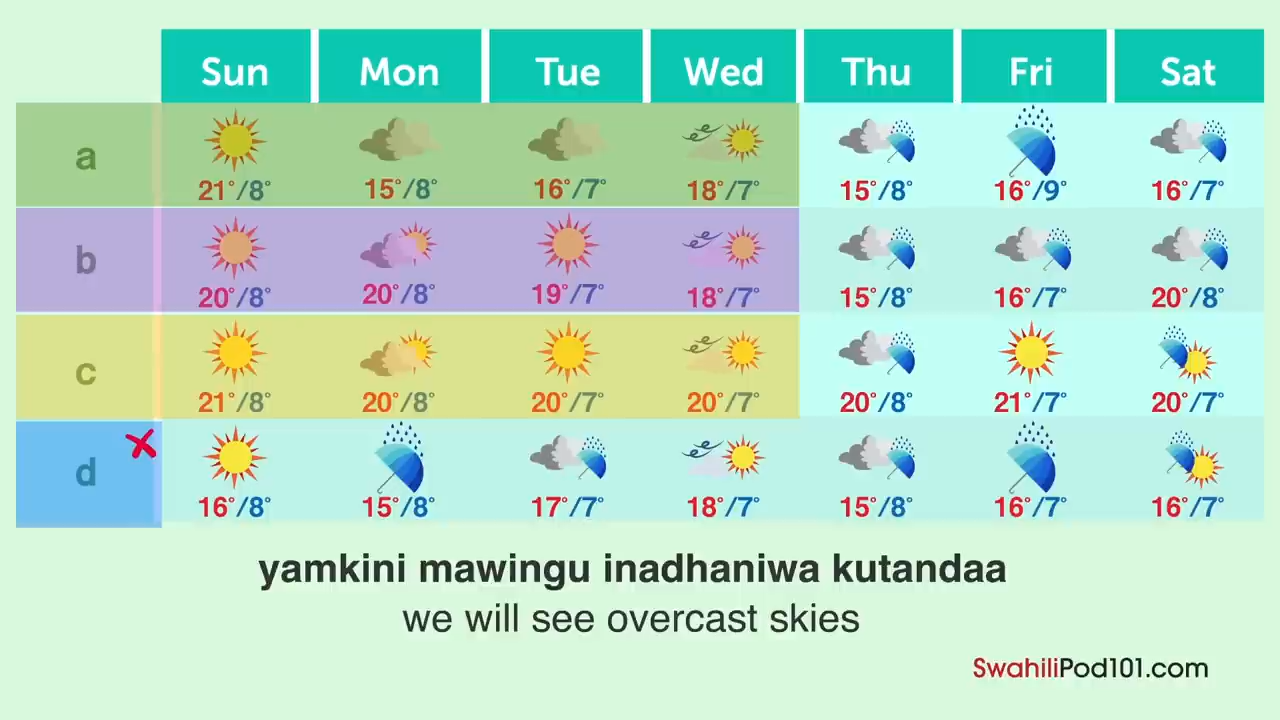 Sun Mon Tue Wed Thu Fri Sat
a
21°/8° 15°/8° 16°/7° 18°/7° 15°/8° 16°/9° 16°/7°
b
20°/8° 20°/8° 19°/7° 18°/7° 15°/8° 16°/7° 20°/8°
c
21°/8° 20°/8° 20°/7° 20°/7° 20°/8° 21°/7° 20°/7°
d
16°/8° 15°/8° 17°/7° 18°/7° 15°/8° 16°/7° 16°/7°
yamkini mawingu inadhaniwa kutandaa
we will see overcast skies
SwahiliPod101.com